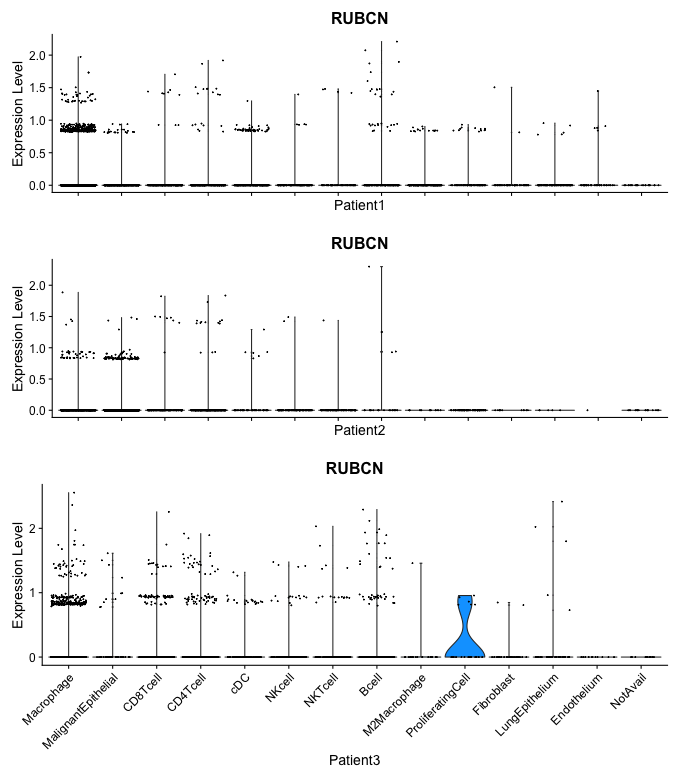 RUBCN
Expression Level
2.0
1.5
1.0
0.5
0.0
Patient1
RUBCN
Expression Level
2.0
1.5
1.0
0.5
0.0
Patient2
RUBCN
Expression Level
2
1
0
Macrophage
MalignantEpithelial
CD8Tcell
CD4Tcell
cDC
NKcell
NKTcell
Bcell
M2Macrophage
ProliferatingCell
Fibroblast
LungEpithelium
Endothelium
NotAvail
Patient3